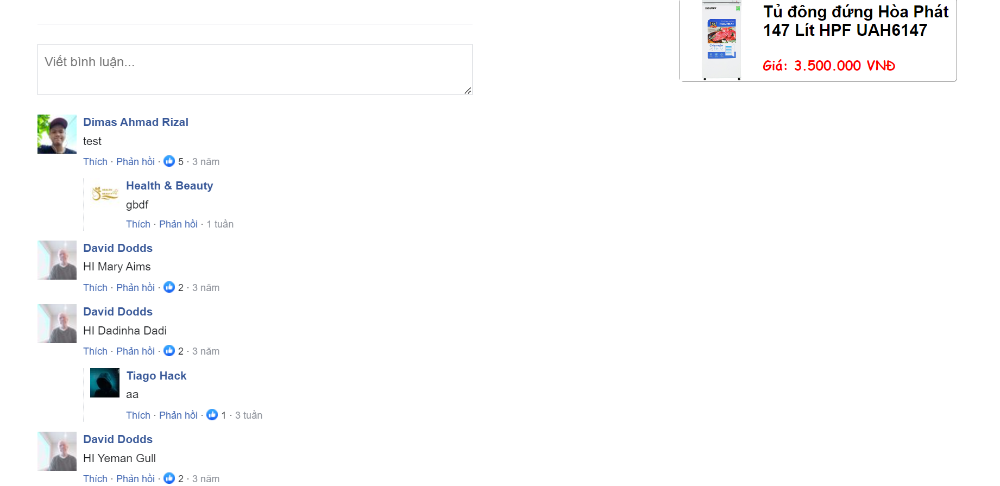 Tủ đông đứng Hòa Phát
147 Lít HPF UAH6147
Giá: 3.500.000 VNĐ
HÒA PHÁT
Viết bình luận...
Dimas Ahmad Rizal
test
Thích · Phản hồi · 5 · 3 năm
HEALTH
BEAUTY
Health & Beauty
gbdf
Thích · Phản hồi · 1 tuần
David Dodds
HI Mary Aims
Thích · Phản hồi · 2 · 3 năm
David Dodds
HI Dadinha Dadi
Thích · Phản hồi · 2 · 3 năm
Tiago Hack
aa
Thích · Phản hồi · 1 · 3 tuần
David Dodds
HI Yeman Gull
Thích · Phản hồi · 2 · 3 năm